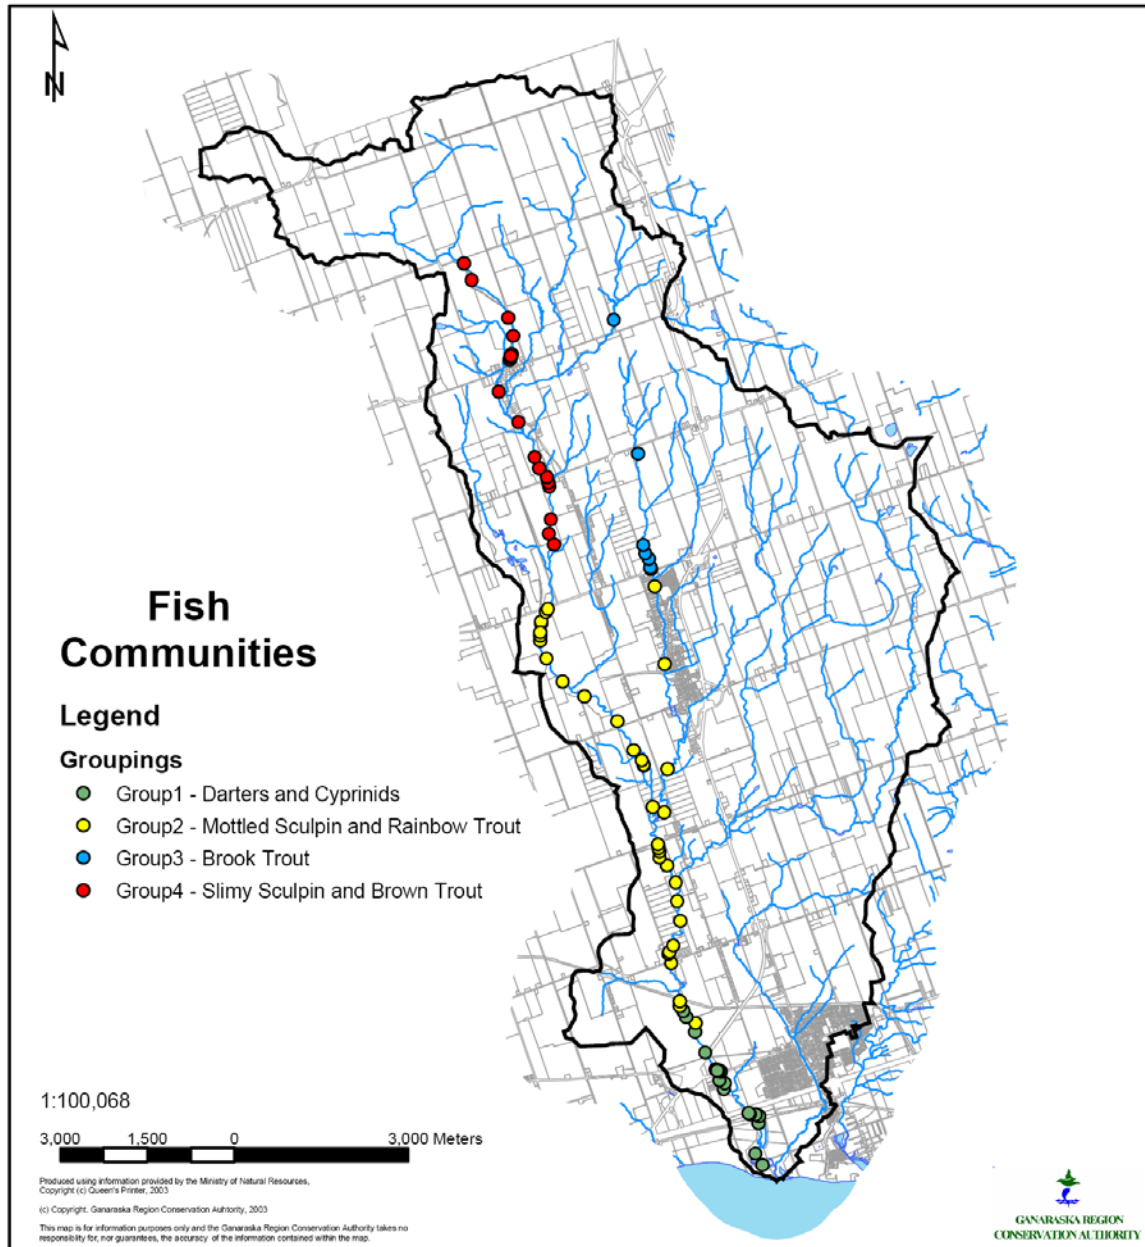 N
Fish
Communities
Legend
Groupings
Group1 - Darters and Cyprinids
Group2 - Mottled Sculpin and Rainbow Trout
Group3 - Brook Trout
Group4 - Slimy Sculpin and Brown Trout
1:100,068
3,000 1,500 0 3,000 Meters
Produced using information provided by the Ministry of Natural Resources,
Copyright (c) Queen's Printer, 2003
(c) Copyright. Ganaraska Region Conservation Auhtority, 2003
This map is for information purposes only and the Ganaraska Region Conservation Authority takes no
responsiblity for, nor guarantees, the accuracy of the information contained within the map.
GANARASKA REGION
CONSERVATION AUTHORITY